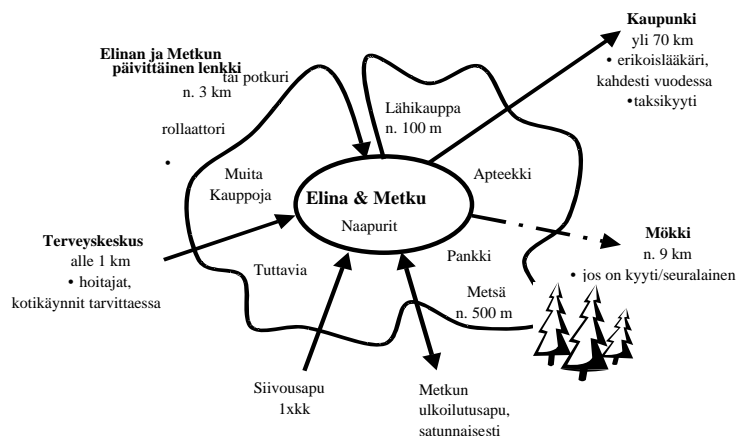 Kaupunki
yli 70 km
• erikoislääkäri,
kahdesti vuodessa
•taksikyyti
Elinan ja Metkun
päivittäinen lenkki
tai potkuri
n. 3 km
rollaattori
•
Lähikauppa
n. 100 m
Muita
Kauppoja
Apteekki
Elina & Metku
Naapurit
Terveyskeskus
alle 1 km
• hoitajat,
kotikäynnit tarvittaessa
Tuttavia
Pankki
Mökki
n. 9 km
• jos on kyyti/seuralainen
Metsä
n. 500 m
Siivousapu
1xkk
Metkun
ulkoilutusapu,
satunnaisesti